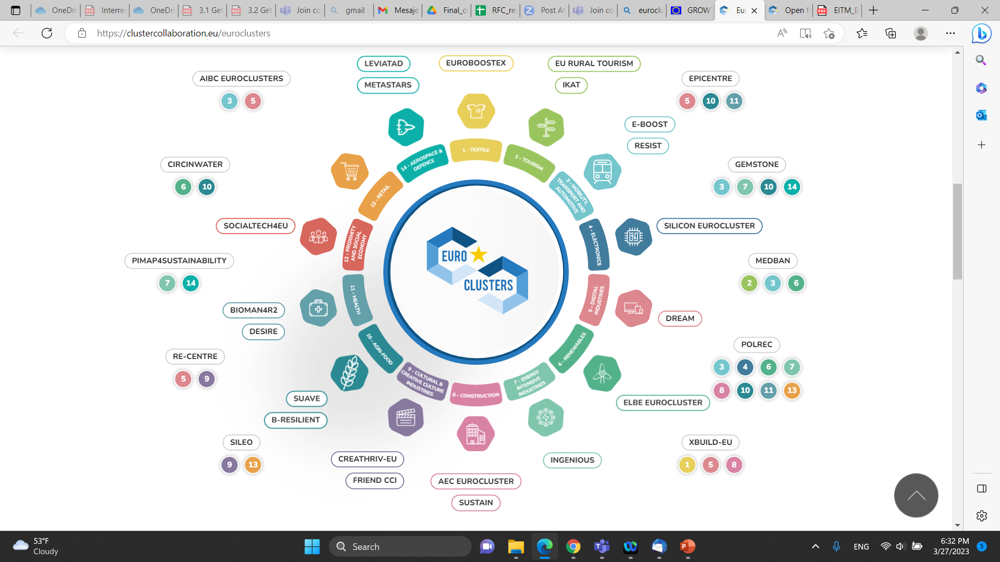 OneDri
Interre
OneDri
3.1 Get
3.2 Get
Join co
gmail -
Mesaje
Final_c
RFC_re
Post At
Join co
euroclu
GROW
Eu
Open f
EITM_B
https://clustercollaboration.eu/euroclusters
LEVIATAD
METASTARS
EUROBOOSTEX
EU RURAL TOURISM
IKAT
AIBC EUROCLUSTERS
3 5
EPICENTRE
5 10 11
E-BOOST
RESIST
CIRCINWATER
6 10
GEMSTONE
3 7 10 14
SOCIALTECH4EU
SILICON EUROCLUSTER
PIMAP4SUSTAINABILITY
7 14
MEDBAN
2 3 6
BIOMAN4R2
DESIRE
DREAM
RE-CENTRE
5 9
POLREC
3 4 6 7
8 10 11 13
SUAVE
B-RESILIENT
ELBE EUROCLUSTER
SILEO
9 13
XBUILD-EU
1 5 8
CREATHRIV-EU
FRIEND CCI
INGENIOUS
AEC EUROCLUSTER
SUSTAIN
1 - TEXTILE
2 - TOURISM
3 - MOBILITY,
TRANSPORT AND
AUTOMOTIVE
4 - ELECTRONICS
5 - DIGITAL
INDUSTRIES
6 - RENEWABLES
7 - ENERGY
INTENSIVE
INDUSTRIES
8 - CONSTRUCTION
9 - CULTURAL &
CREATIVE CULTURE
INDUSTRIES
10 - AGRI-FOOD
11 - HEALTH
12 - PROXIMITY
AND SOCIAL
ECONOMY
13 - RETAIL
14 - AEROSPACE &
DEFENCE
EURO
CLUSTERS
53°F
Cloudy
Search
ENG
6:32 PM
3/27/2023
5